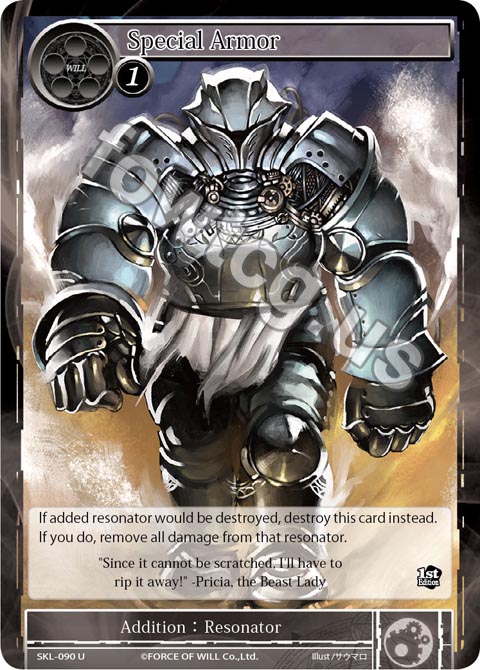 Special Armor
WILL
1
fowtcg.us
If added resonator would be destroyed, destroy this card instead.
If you do, remove all damage from that resonator.
"Since it cannot be scratched, I'll have to
rip it away!" -Pricia, the Beast Lady
1st
Edition
Addition : Resonator
SKL-090 U ©FORCE OF WILL Co.,Ltd. Illust /サウマロ